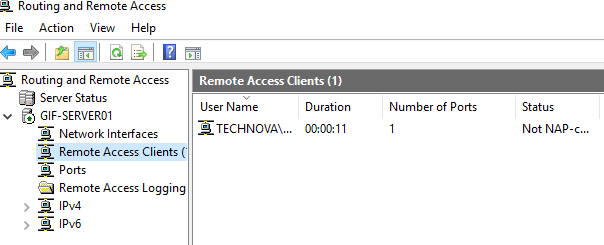 Routing and Remote Access
File Action View Help
Routing and Remote Access
Server Status
GIF-SERVER01
Network Interfaces
Remote Access Clients (
Ports
Remote Access Logging
IPv4
IPv6
Remote Access Clients (1)
User Name Duration Number of Ports Status
TECHNOVA\... 00:00:11 1 Not NAP-c...